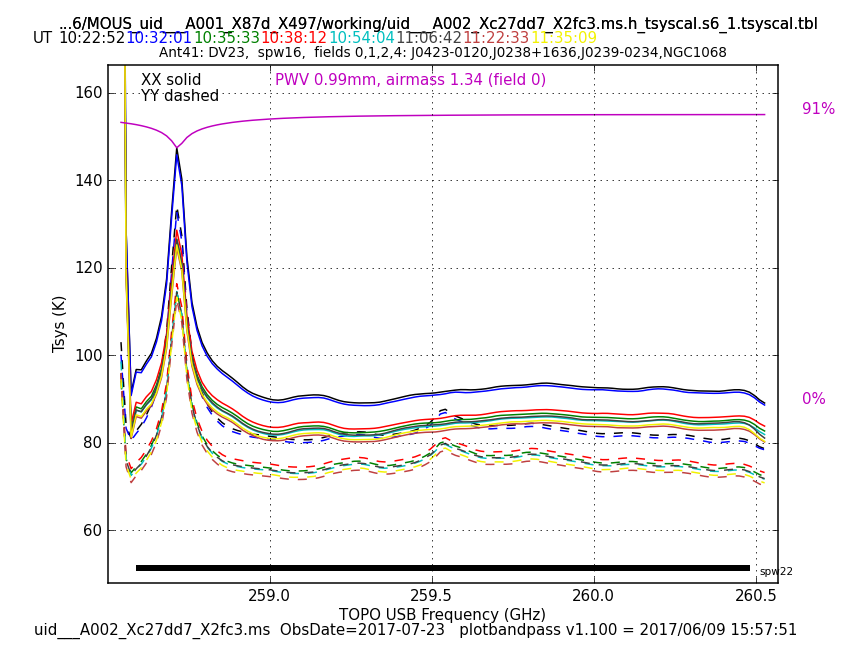 ...6/MOUS_uid___A001_X87d_X497/working/uid___A002_Xc27dd7_X2fc3.ms.h_tsyscal.s6_1.tsyscal.tbl
UT 10:22:52 10:32:01 10:35:33 10:38:12 10:54:04 11:06:42 11:22:33 11:35:09
Ant41: DV23, spw16, fields 0,1,2,4: J0423-0120,J0238+1636,J0239-0234,NGC1068
XX solid
YY dashed
PWV 0.99mm, airmass 1.34 (field 0)
91%
0%
160
140
120
100
80
60
Tsys (K)
spw22
259.0 259.5 260.0 260.5
TOPO USB Frequency (GHz)
uid___A002_Xc27dd7_X2fc3.ms ObsDate=2017-07-23 plotbandpass v1.100 = 2017/06/09 15:57:51